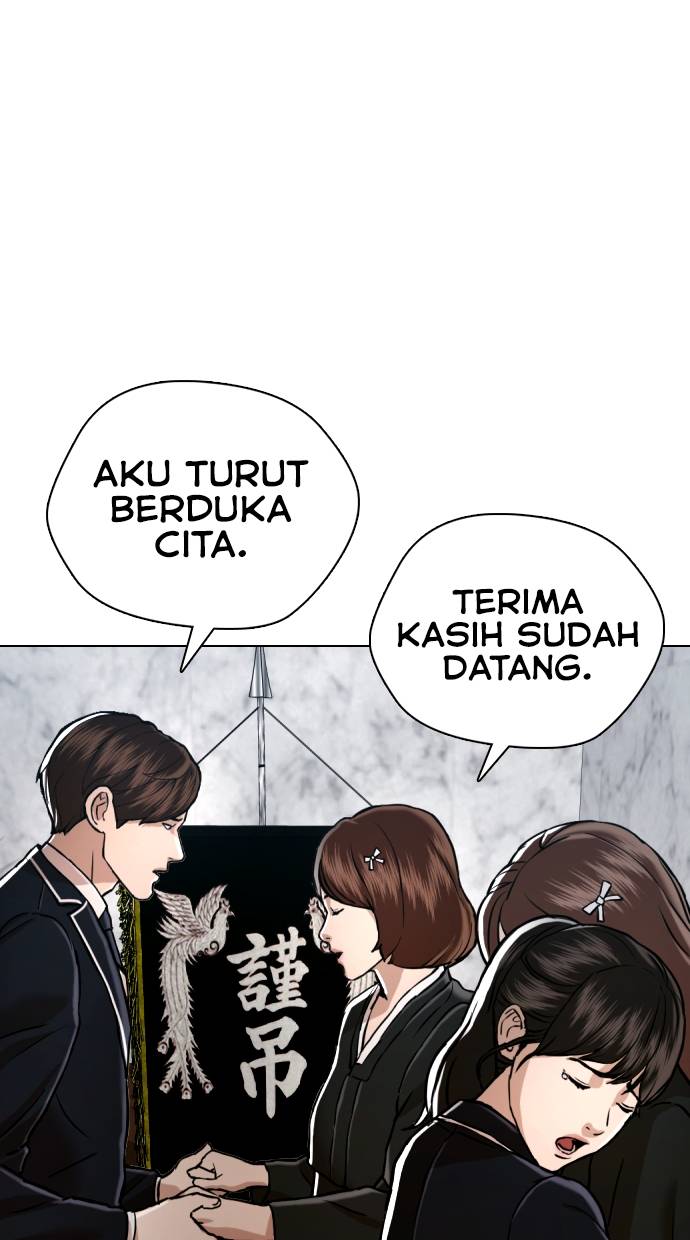 AKU TURUT
BERDUKA
CITA.
TERIMA
KASIH SUDAH
DATANG.
謹弔